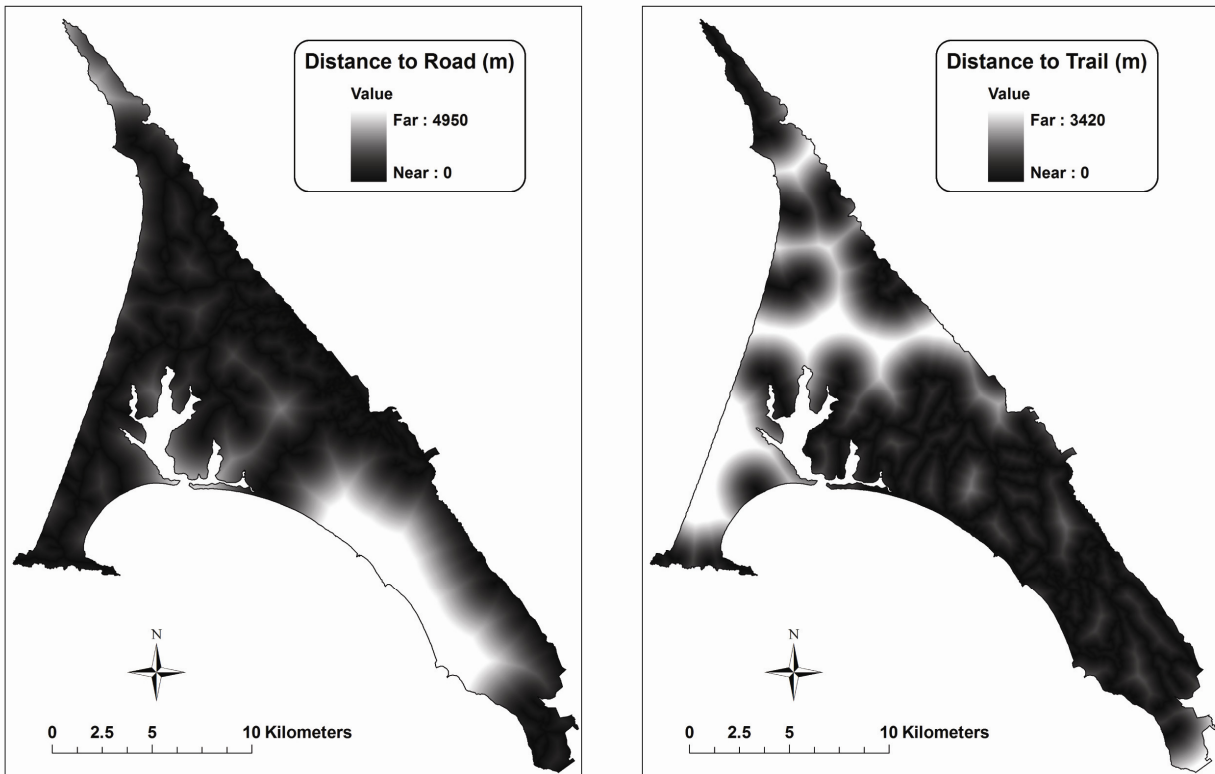 Distance to Road (m)
Value
Far : 4950
Near : 0
N
0 2.5 5 10 Kilometers
Distance to Trail (m)
Value
Far : 3420
Near : 0
N
0 2.5 5 10 Kilometers